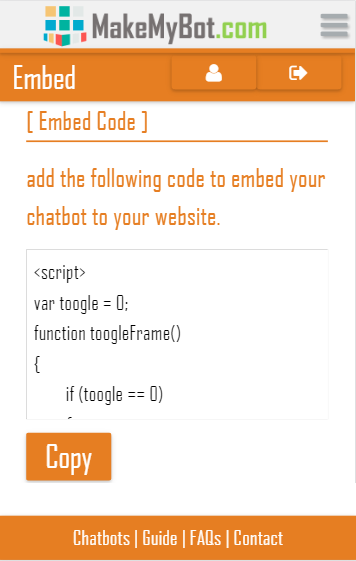 MakeMyBot.com
Embed
[ Embed Code ]
add the following code to embed your
chatbot to your website.
<script>
var toogle = 0;
function toogleFrame()
{
if (toogle == 0)
Copy
Chatbots | Guide | FAQs | Contact